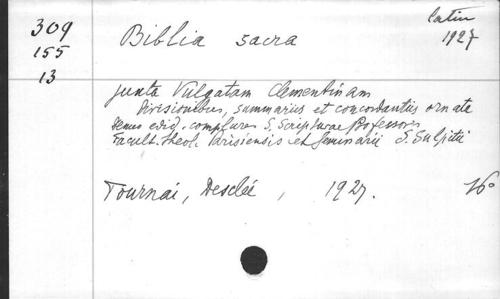 309
155
13
Biblia sacra
latin
1927
juxta Vulgatam Clementinam
divisionibus, summariis et concordantiis ornata
denuo edid. complures S. Scripturae Professores
Facult. theol. Parisiensis et Seminarii S. Sulpitii
Tournai, Desclée, 1927. 16°